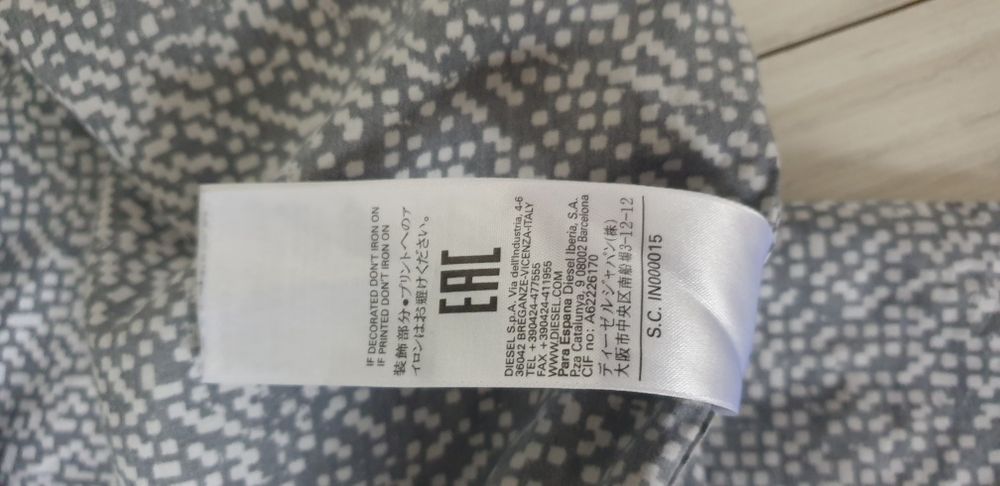 IF DECORATED DON'T IRON ON
IF PRINTED DON'T IRON ON
装飾部分●プリントへのア
イロンはお避けください。
EAC
DIESEL S.p.A. Via dell'Industria, 4-6
36042 BREGANZE-VICENZA-ITALY
TEL +390424-477555
FAX +390424-411955
WWW.DIESEL.COM
Para Espana Diesel Iberia, S.A.
P.za Catalunya, 9 08002 Barcelona
CIF no: A62226170
ディーゼルジャパン(株)
大阪市中央区南船場3-12-12
S.C. IN000015